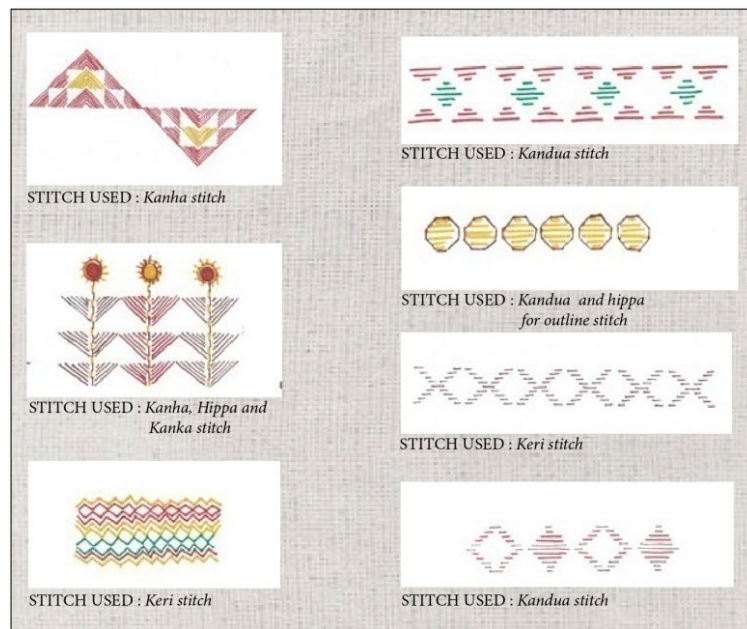 STITCH USED : Kanha stitch
STITCH USED : Kanha, Hippa and
Kanka stitch
STITCH USED : Keri stitch
STITCH USED : Kandua stitch
STITCH USED : Kandua and hippa
for outline stitch
STITCH USED : Keri stitch
STITCH USED : Kandua stitch